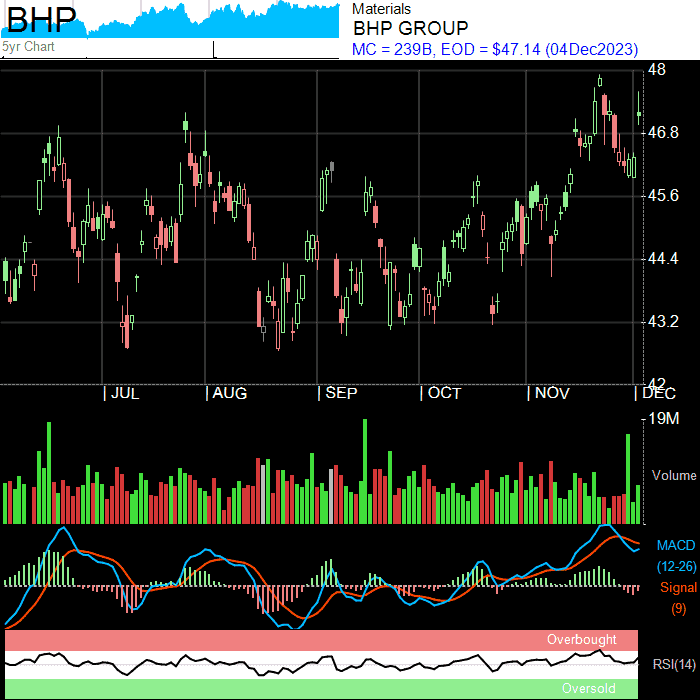 BHP
5yr Chart
Materials
BHP GROUP
MC = 239B, EOD = $47.14 (04Dec2023)
48
46.8
45.6
44.4
43.2
42
JUL AUG SEP OCT NOV DEC
19M
Volume
MACD
(12-26)
Signal
(9)
Overbought
RSI(14)
Oversold